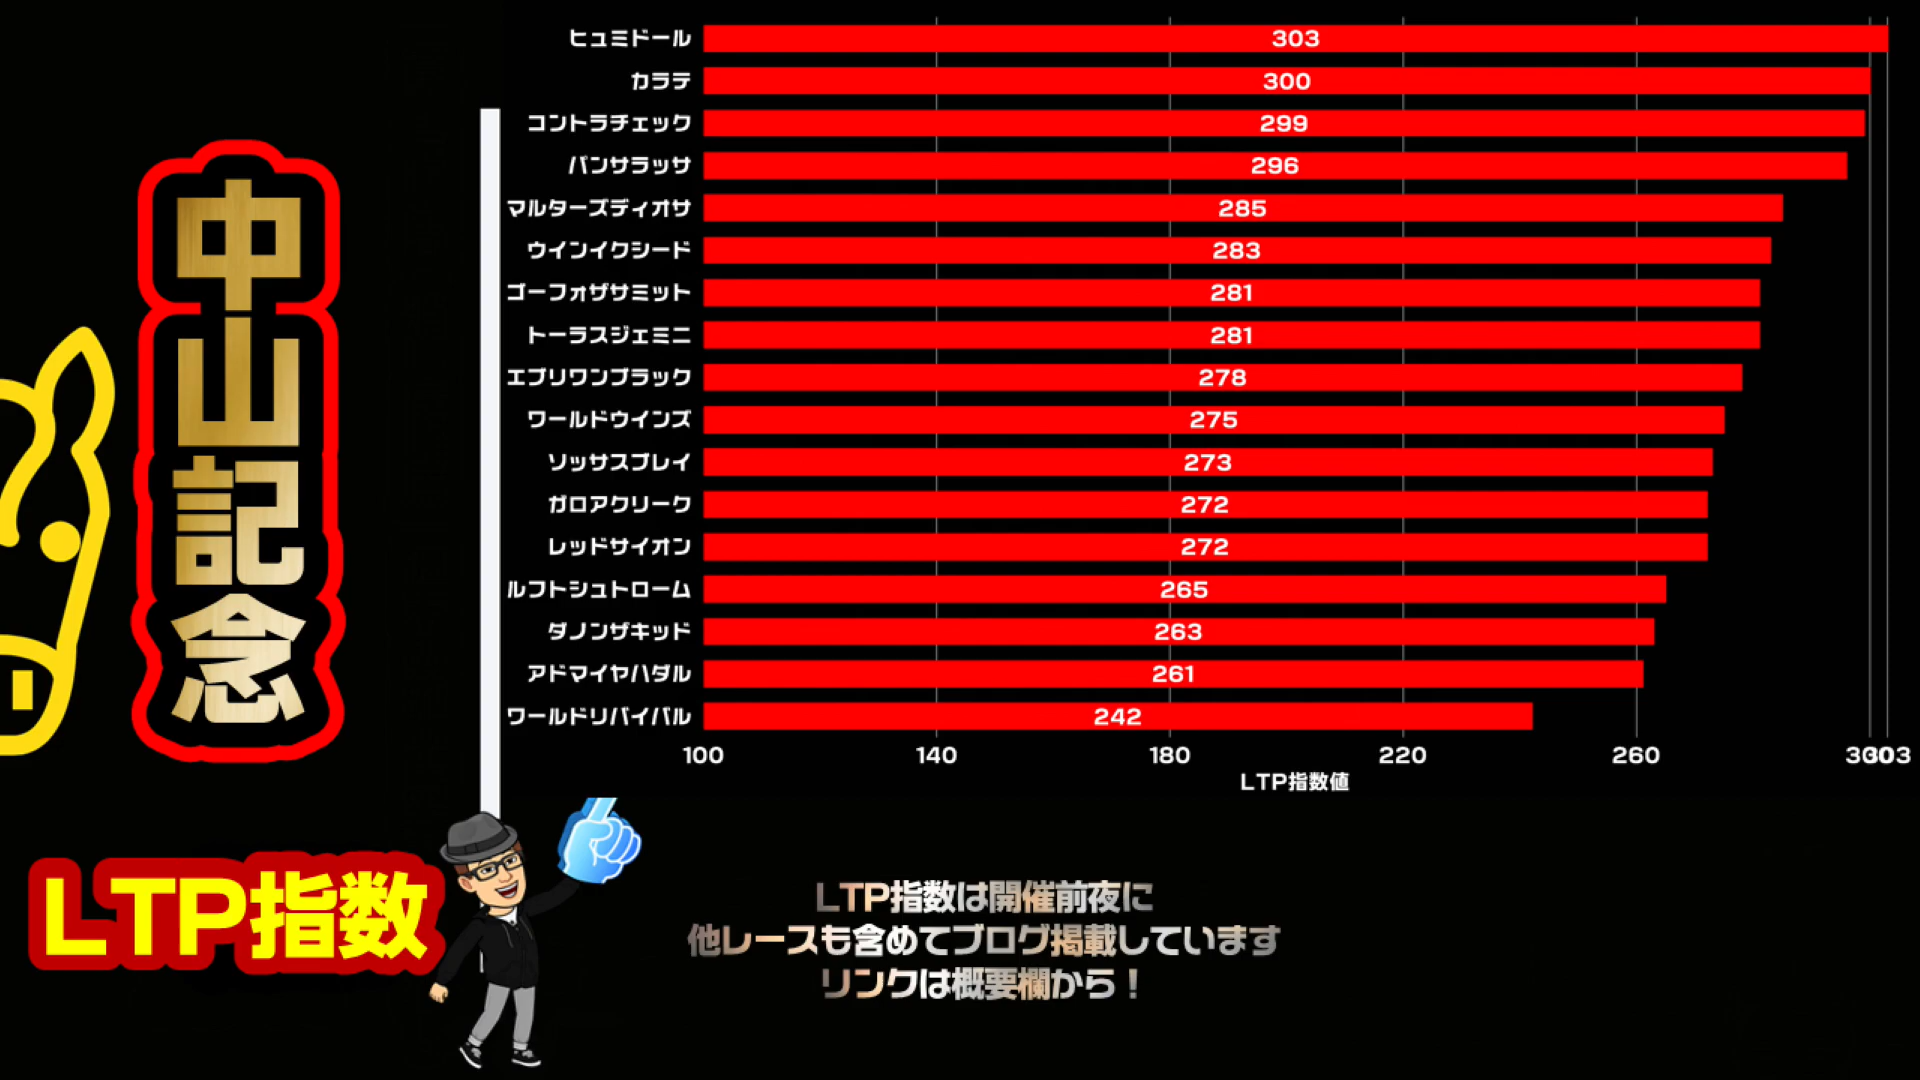 中山記念
ヒュミドール 303
カラテ 300
コントラチェック 299
パンサラッサ 296
マルターズディオサ 285
ウインイクシード 283
ゴーフォザサミット 281
トーラスジェミニ 281
エブリワンブラック 278
ワールドウインズ 275
ソッサスブレイ 273
ガロアクリーク 272
レッドサイオン 272
ルフトシュトローム 265
ダノンザキッド 263
アドマイヤハダル 261
ワールドリバイバル 242
100 140 180 220 260 300 303
LTP指数値
LTP指数
LTP指数は開催前夜に
他レースも含めてブログ掲載しています
リンクは概要欄から！